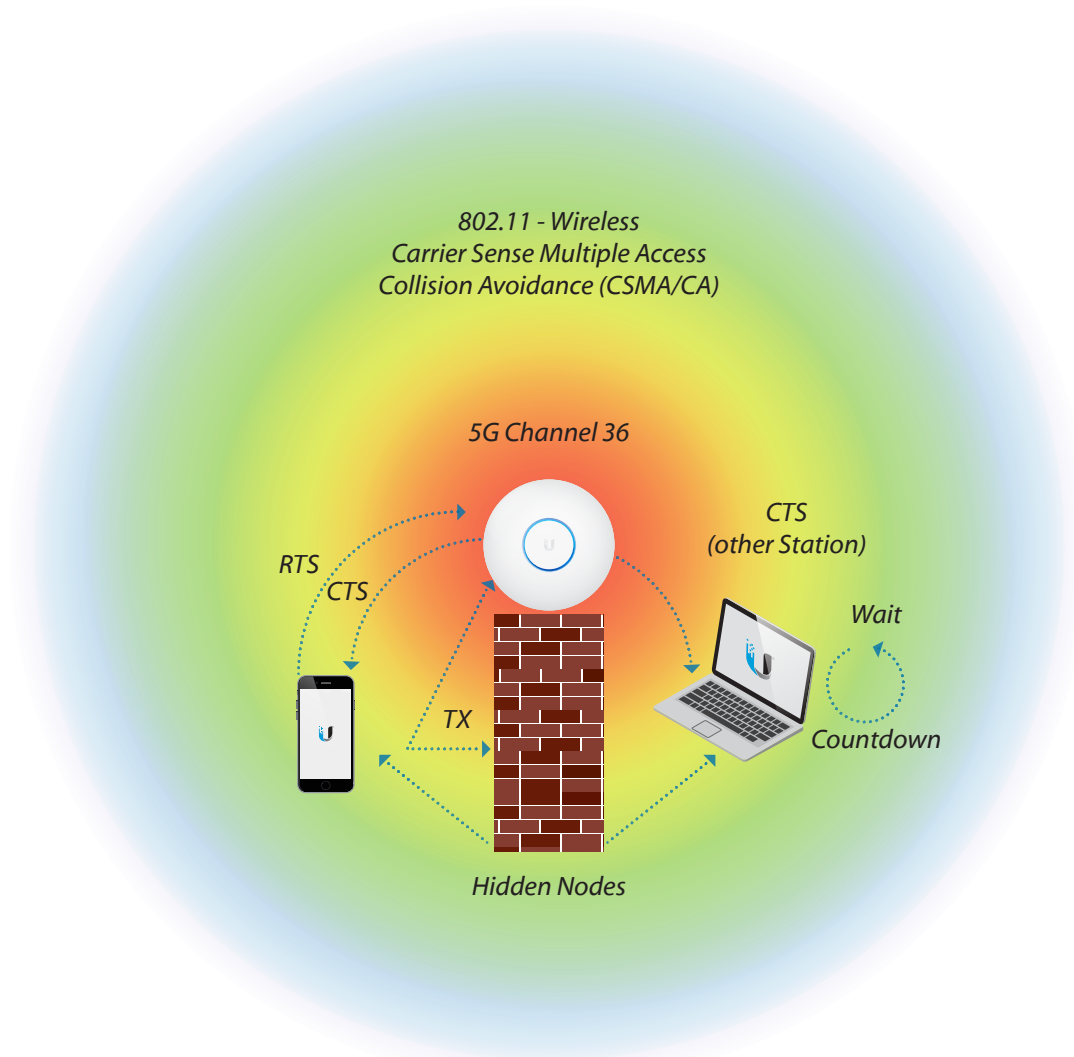 802.11 - Wireless
Carrier Sense Multiple Access
Collision Avoidance (CSMA/CA)
5G Channel 36
CTS
(other Station)
RTS
CTS
Wait
TX
Countdown
Hidden Nodes